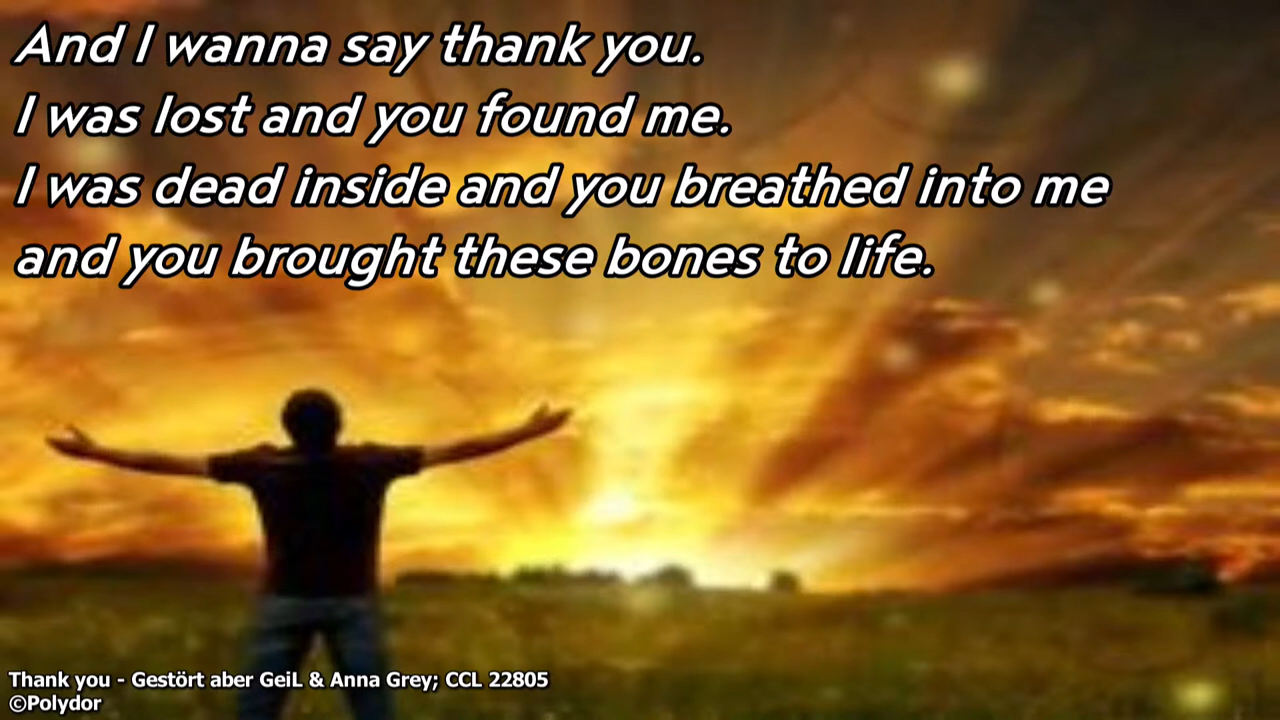 And I wanna say thank you.
I was lost and you found me.
I was dead inside and you breathed into me
and you brought these bones to life.
Thank you - Gestört aber GeiL & Anna Grey; CCL 22805
©Polydor